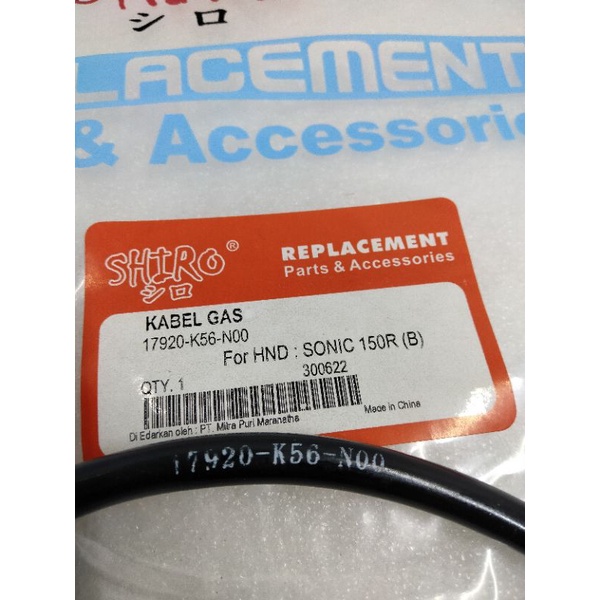 シロ
LACEMENT
& Accessorie
SHIRO®
シロ
REPLACEMENT
Parts & Accessories
KABEL GAS
17920-K56-N00
For HND : SONIC 150R (B)
QTY. 1
300622
Di Edarkan oleh : PT. Mitra Puri Maranatha
Made in China
17920-K56-N00